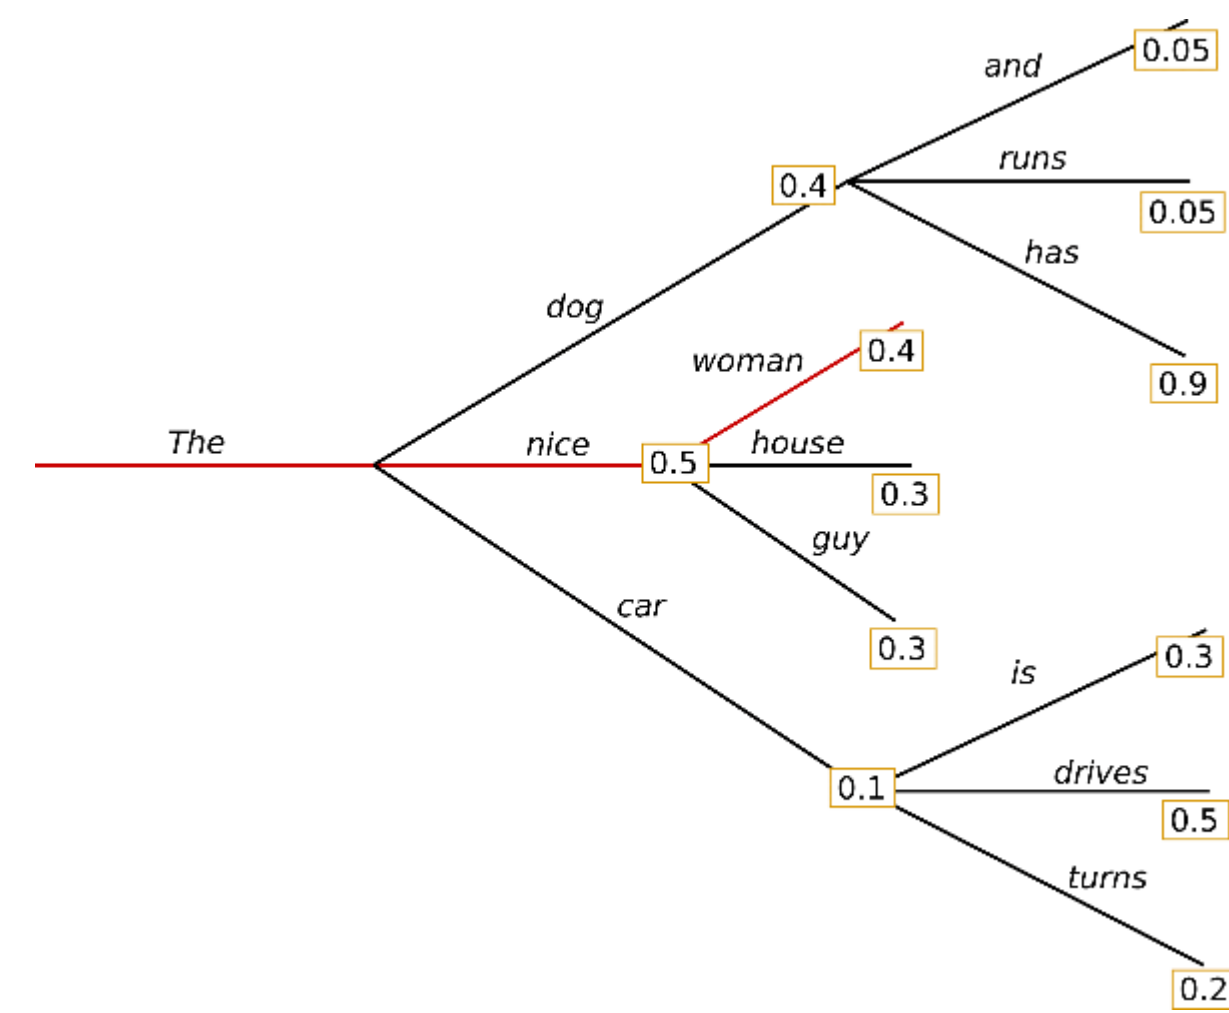 and
0.05
runs
0.4
0.05
has
dog
woman
0.4
0.9
The
nice
0.5
house
0.3
guy
car
0.3
is
0.3
drives
0.1
0.5
turns
0.2